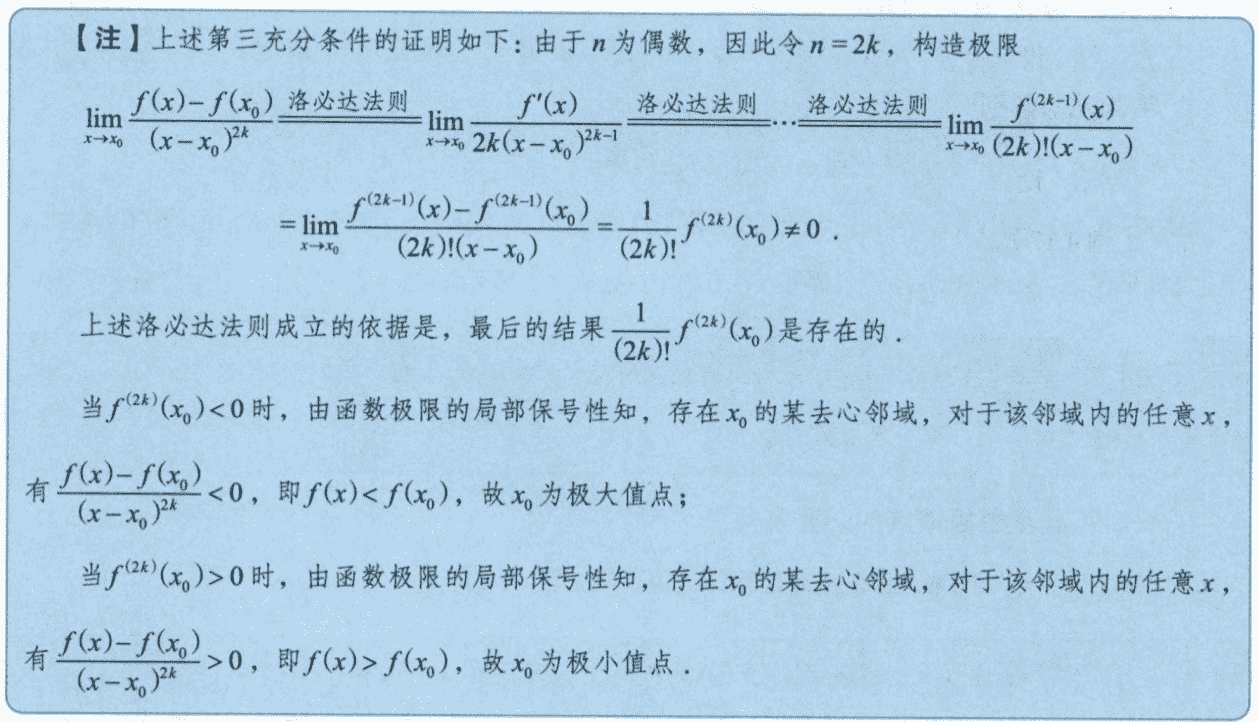 【注】上述第三充分条件的证明如下：由于 n 为偶数，因此令 n = 2k，构造极限
$\lim_{x \to x_0} \frac{f(x)-f(x_0)}{(x-x_0)^{2k}} \xlongequal{洛必达法则} \lim_{x \to x_0} \frac{f'(x)}{2k(x-x_0)^{2k-1}} \xlongequal{洛必达法则} \cdots \xlongequal{洛必达法则} \lim_{x \to x_0} \frac{f^{(2k-1)}(x)}{(2k)!(x-x_0)}$
$= \lim_{x \to x_0} \frac{f^{(2k-1)}(x)-f^{(2k-1)}(x_0)}{(2k)!(x-x_0)} = \frac{1}{(2k)!} f^{(2k)}(x_0) \neq 0$ .
上述洛必达法则成立的依据是，最后的结果 $\frac{1}{(2k)!} f^{(2k)}(x_0)$ 是存在的 .
当 $f^{(2k)}(x_0)<0$ 时，由函数极限的局部保号性知，存在 $x_0$ 的某去心邻域，对于该邻域内的任意 x，
有 $\frac{f(x)-f(x_0)}{(x-x_0)^{2k}}<0$，即 $f(x)<f(x_0)$，故 $x_0$ 为极大值点；
当 $f^{(2k)}(x_0)>0$ 时，由函数极限的局部保号性知，存在 $x_0$ 的某去心邻域，对于该邻域内的任意 x，
有 $\frac{f(x)-f(x_0)}{(x-x_0)^{2k}}>0$，即 $f(x)>f(x_0)$，故 $x_0$ 为极小值点 .